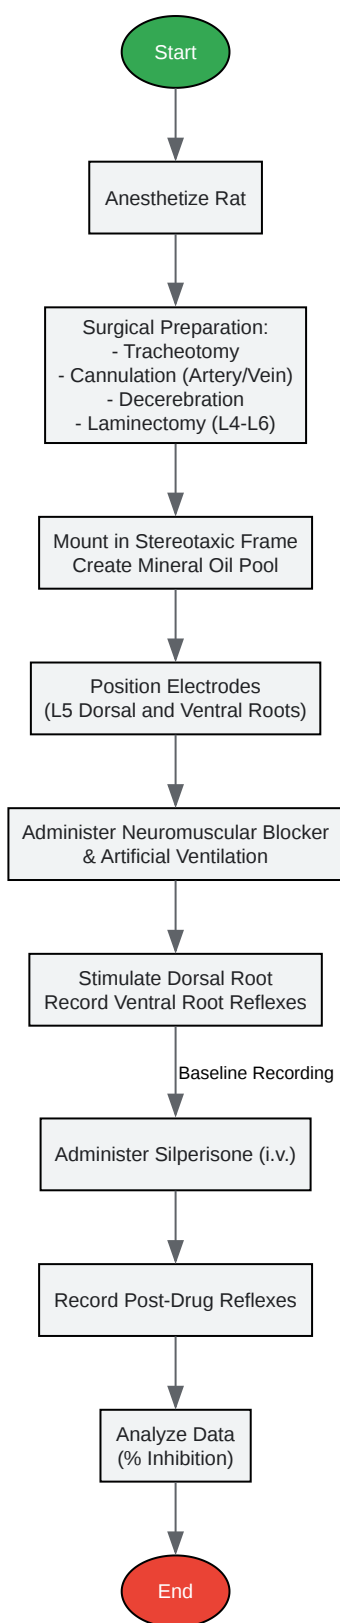 Start
Anesthetize Rat
Surgical Preparation:
- Tracheotomy
- Cannulation (Artery/Vein)
- Decerebration
- Laminectomy (L4-L6)
Mount in Stereotaxic Frame
Create Mineral Oil Pool
Position Electrodes
(L5 Dorsal and Ventral Roots)
Administer Neuromuscular Blocker
& Artificial Ventilation
Stimulate Dorsal Root
Record Ventral Root Reflexes
Baseline Recording
Administer Silperisone (i.v.)
Record Post-Drug Reflexes
Analyze Data
(% Inhibition)
End